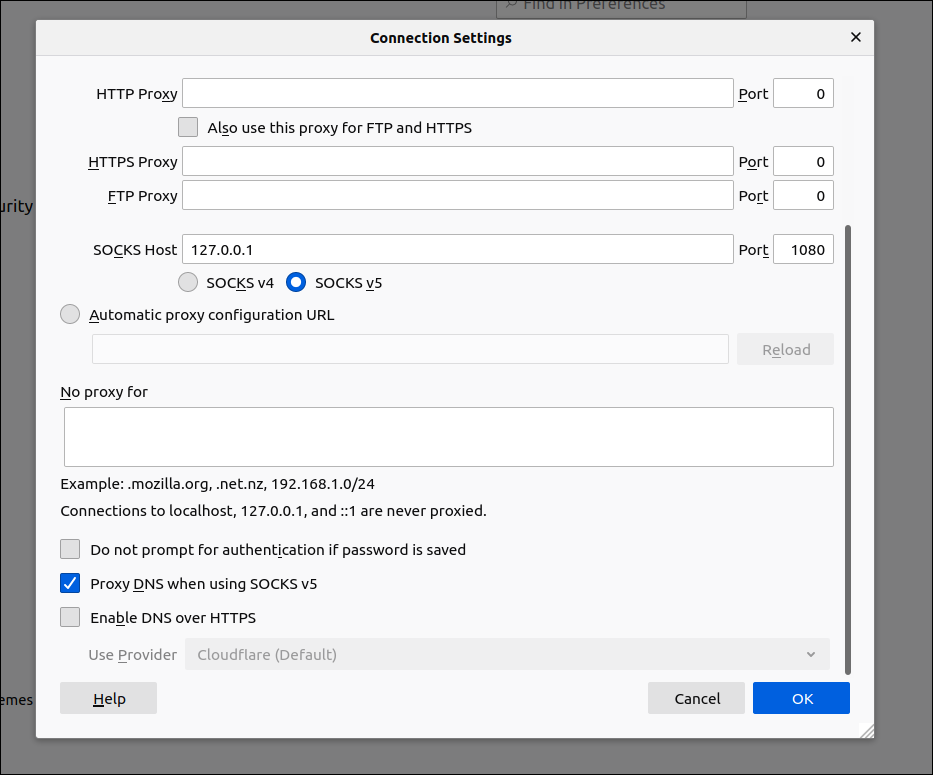 Find in Preferences
Connection Settings
HTTP Proxy Port 0
Also use this proxy for FTP and HTTPS
HTTPS Proxy Port 0
FTP Proxy Port 0
urity
SOCKS Host 127.0.0.1 Port 1080
SOCKS v4 SOCKS v5
Automatic proxy configuration URL
Reload
No proxy for
Example: .mozilla.org, .net.nz, 192.168.1.0/24
Connections to localhost, 127.0.0.1, and ::1 are never proxied.
Do not prompt for authentication if password is saved
Proxy DNS when using SOCKS v5
Enable DNS over HTTPS
Use Provider Cloudflare (Default)
emes
Help Cancel OK